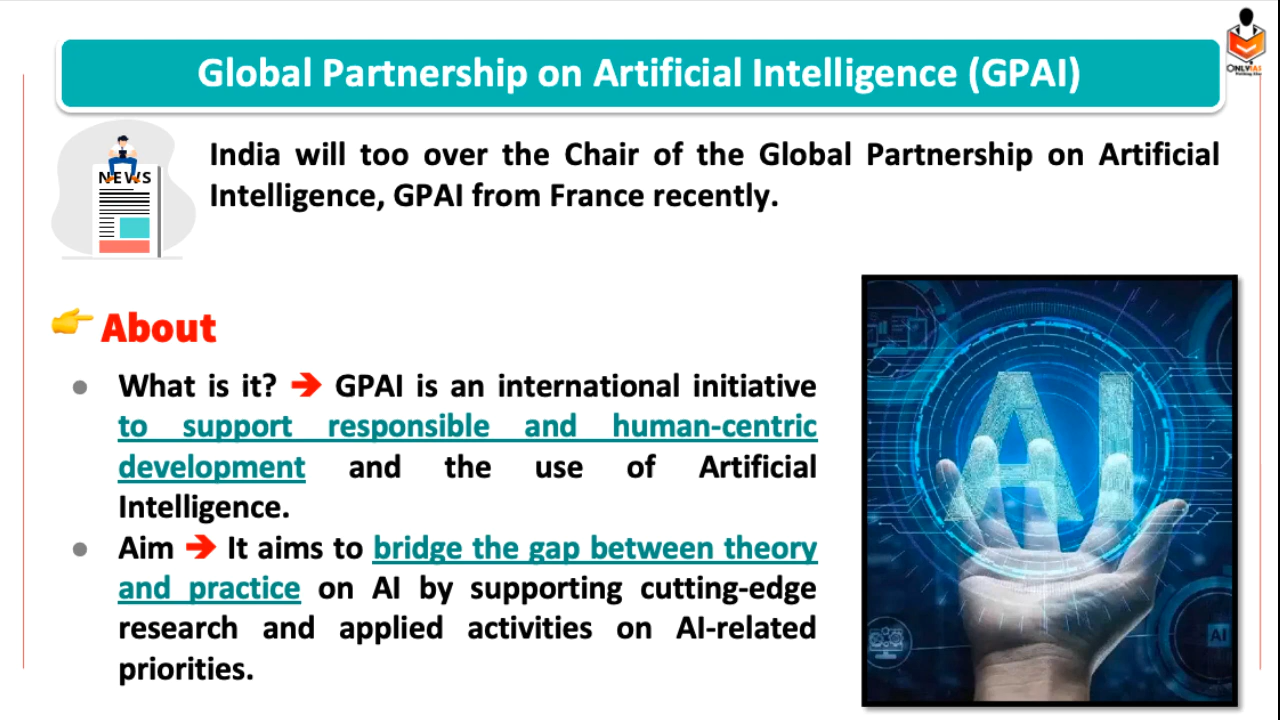 Global Partnership on Artificial Intelligence (GPAI)
ONLYIAS
NEWS
India will too over the Chair of the Global Partnership on Artificial
Intelligence, GPAI from France recently.
About
What is it? ➔ GPAI is an international initiative
to support responsible and human-centric
development and the use of Artificial
Intelligence.
Aim ➔ It aims to bridge the gap between theory
and practice on AI by supporting cutting-edge
research and applied activities on AI-related
priorities.
AI
AI